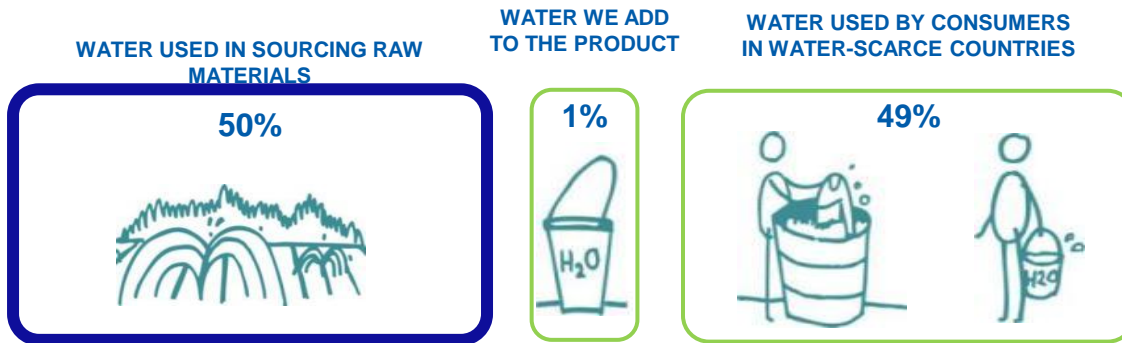 WATER USED IN SOURCING RAW
MATERIALS
50%
WATER WE ADD
TO THE PRODUCT
1%
H2O
WATER USED BY CONSUMERS
IN WATER-SCARCE COUNTRIES
49%
H2O